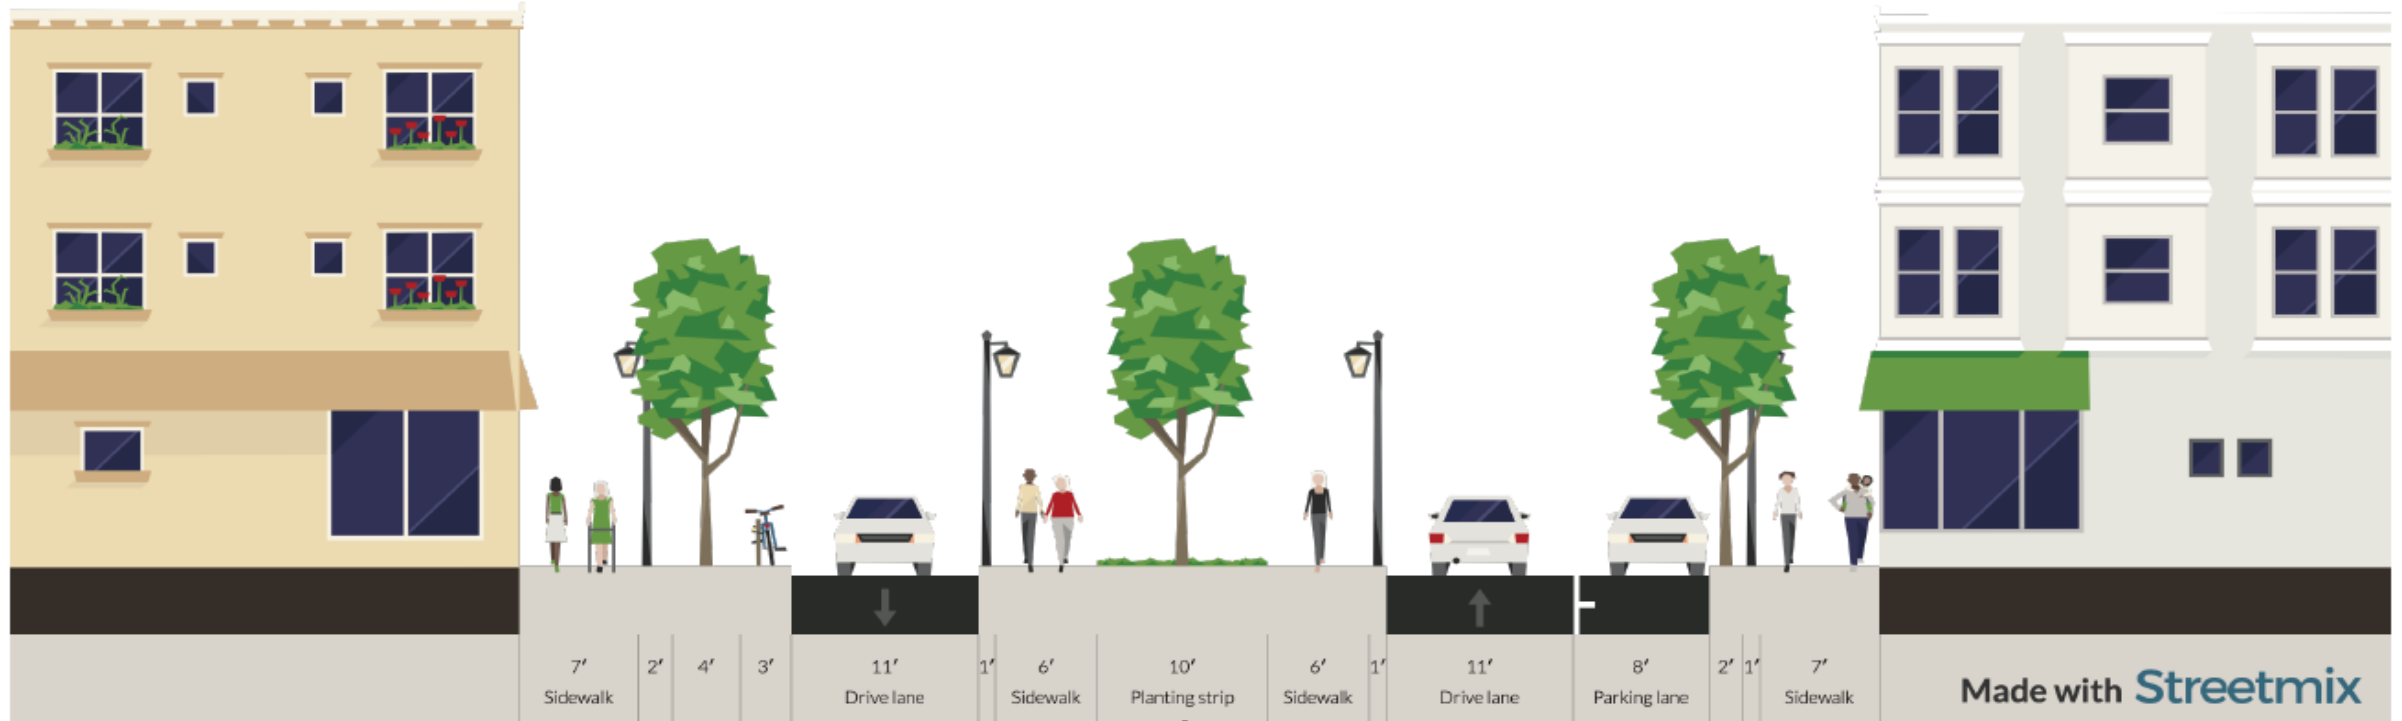 7′ 2′ 4′ 3′ 11′ 1′ 6′ 10′ 6′ 1′ 11′ 8′ 2′ 1′ 7′
Sidewalk Drive lane Sidewalk Planting strip Sidewalk Drive lane Parking lane Sidewalk
Made with Streetmix